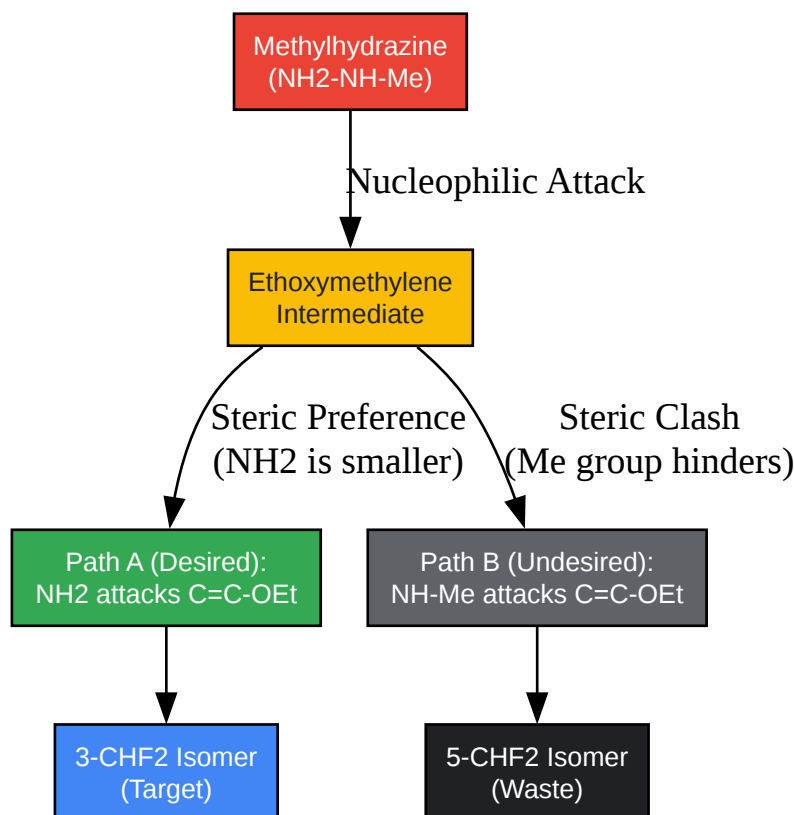 Methylhydrazine
(NH2-NH-Me)
Nucleophilic Attack
Ethoxymethylene
Intermediate
Steric Preference
(NH2 is smaller)
Steric Clash
(Me group hinders)
Path A (Desired):
NH2 attacks C=C-OEt
Path B (Undesired):
NH-Me attacks C=C-OEt
3-CHF2 Isomer
(Target)
5-CHF2 Isomer
(Waste)